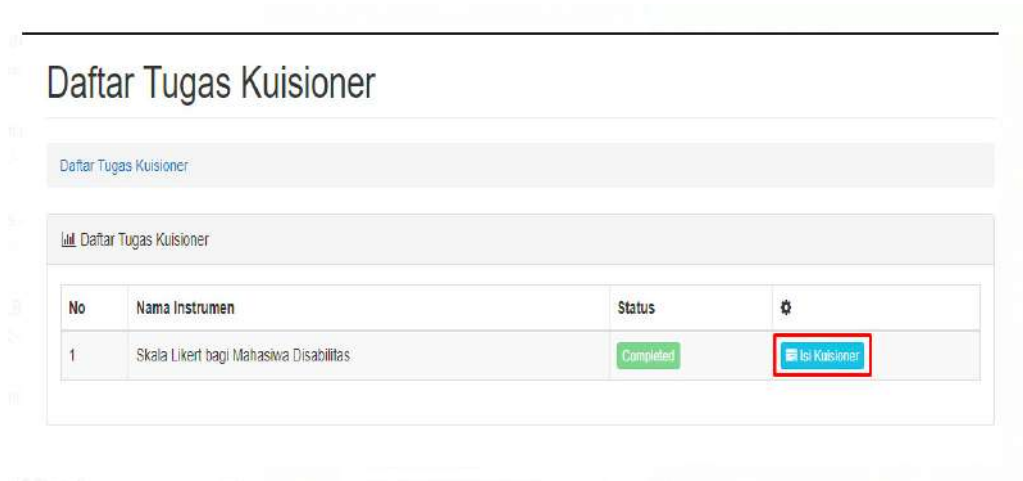 Daftar Tugas Kuisioner
Daftar Tugas Kuisioner
Daftar Tugas Kuisioner
No Nama Instrumen Status
1 Skala Likert bagi Mahasiwa Disabilitas Completed Isi Kuisioner